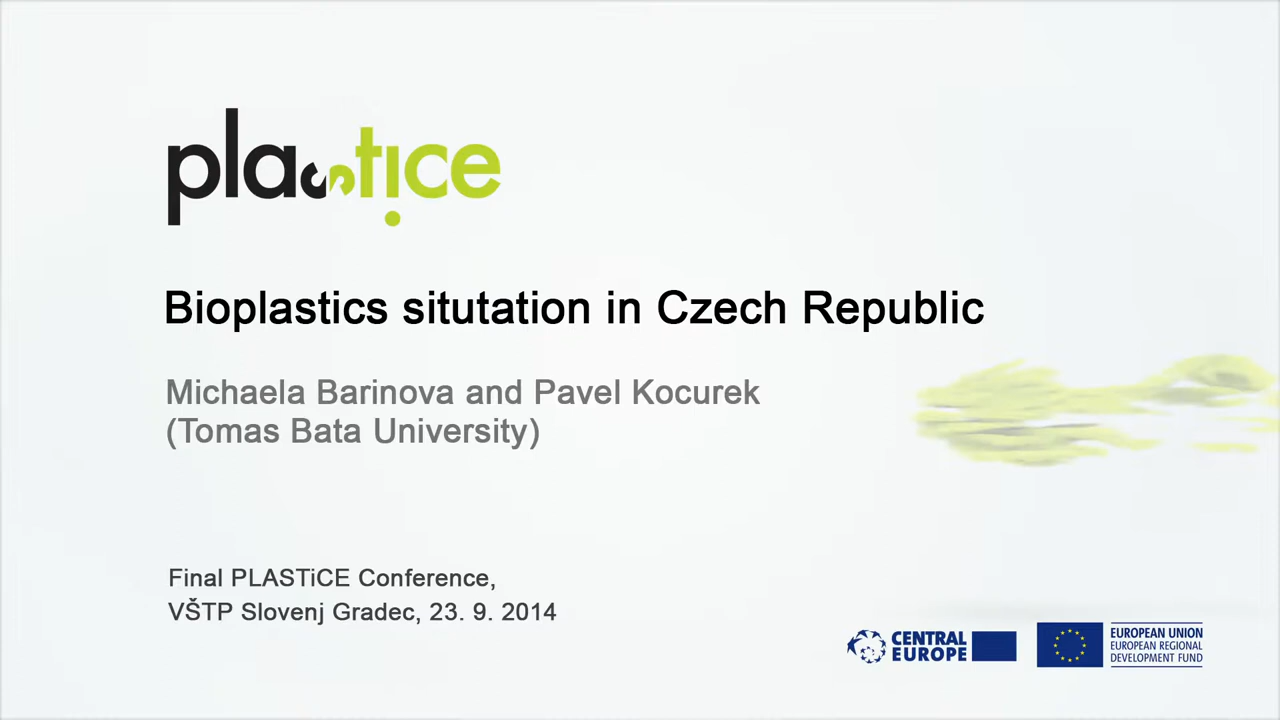 plastice
Bioplastics situtation in Czech Republic
Michaela Barinova and Pavel Kocurek
(Tomas Bata University)
Final PLASTiCE Conference,
VŠTP Slovenj Gradec, 23. 9. 2014
CENTRAL
EUROPE
EUROPEAN UNION
EUROPEAN REGIONAL
DEVELOPMENT FUND